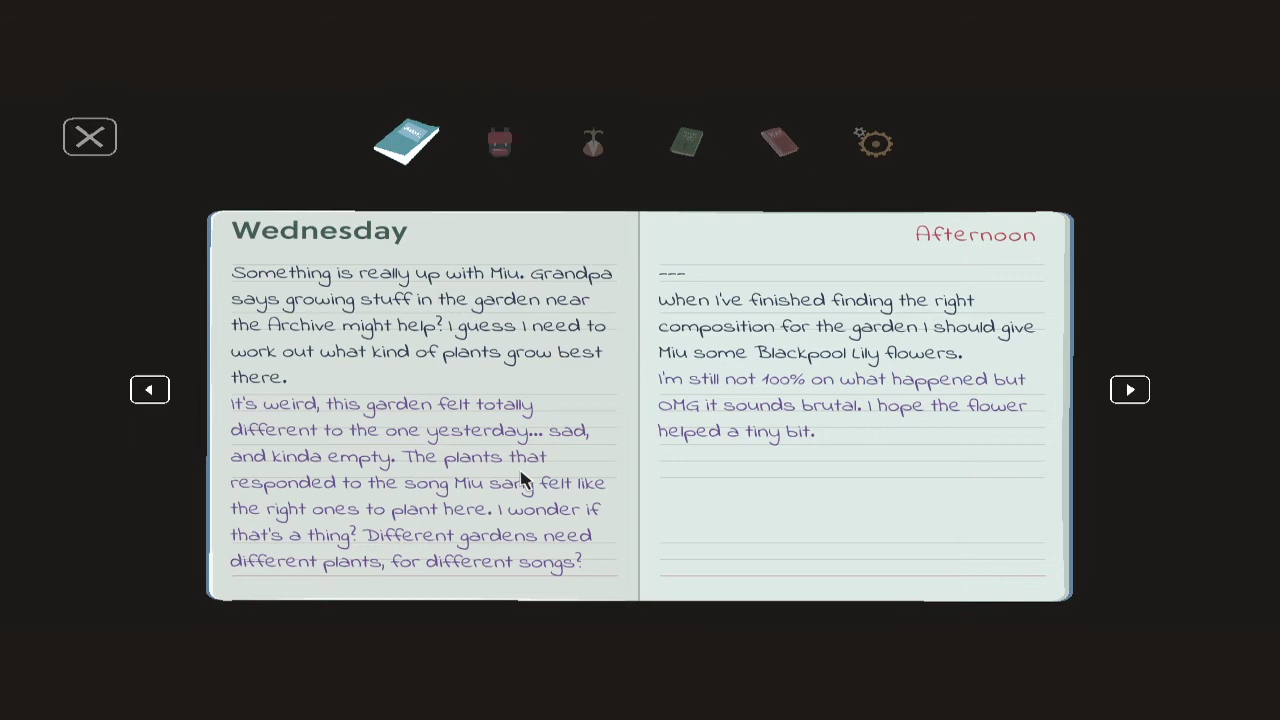 Wednesday
Something is really up with Miu. Grandpa
says growing stuff in the garden near
the Archive might help? I guess I need to
work out what kind of plants grow best
there.
It's weird, this garden felt totally
different to the one yesterday... sad,
and kinda empty. The plants that
responded to the song Miu sang felt like
the right ones to plant here. I wonder if
that's a thing? Different gardens need
different plants, for different songs?
Afternoon
---
When I've finished finding the right
composition for the garden I should give
Miu some Blackpool Lily flowers.
I'm still not 100% on what happened but
OMG it sounds brutal. I hope the flower
helped a tiny bit.